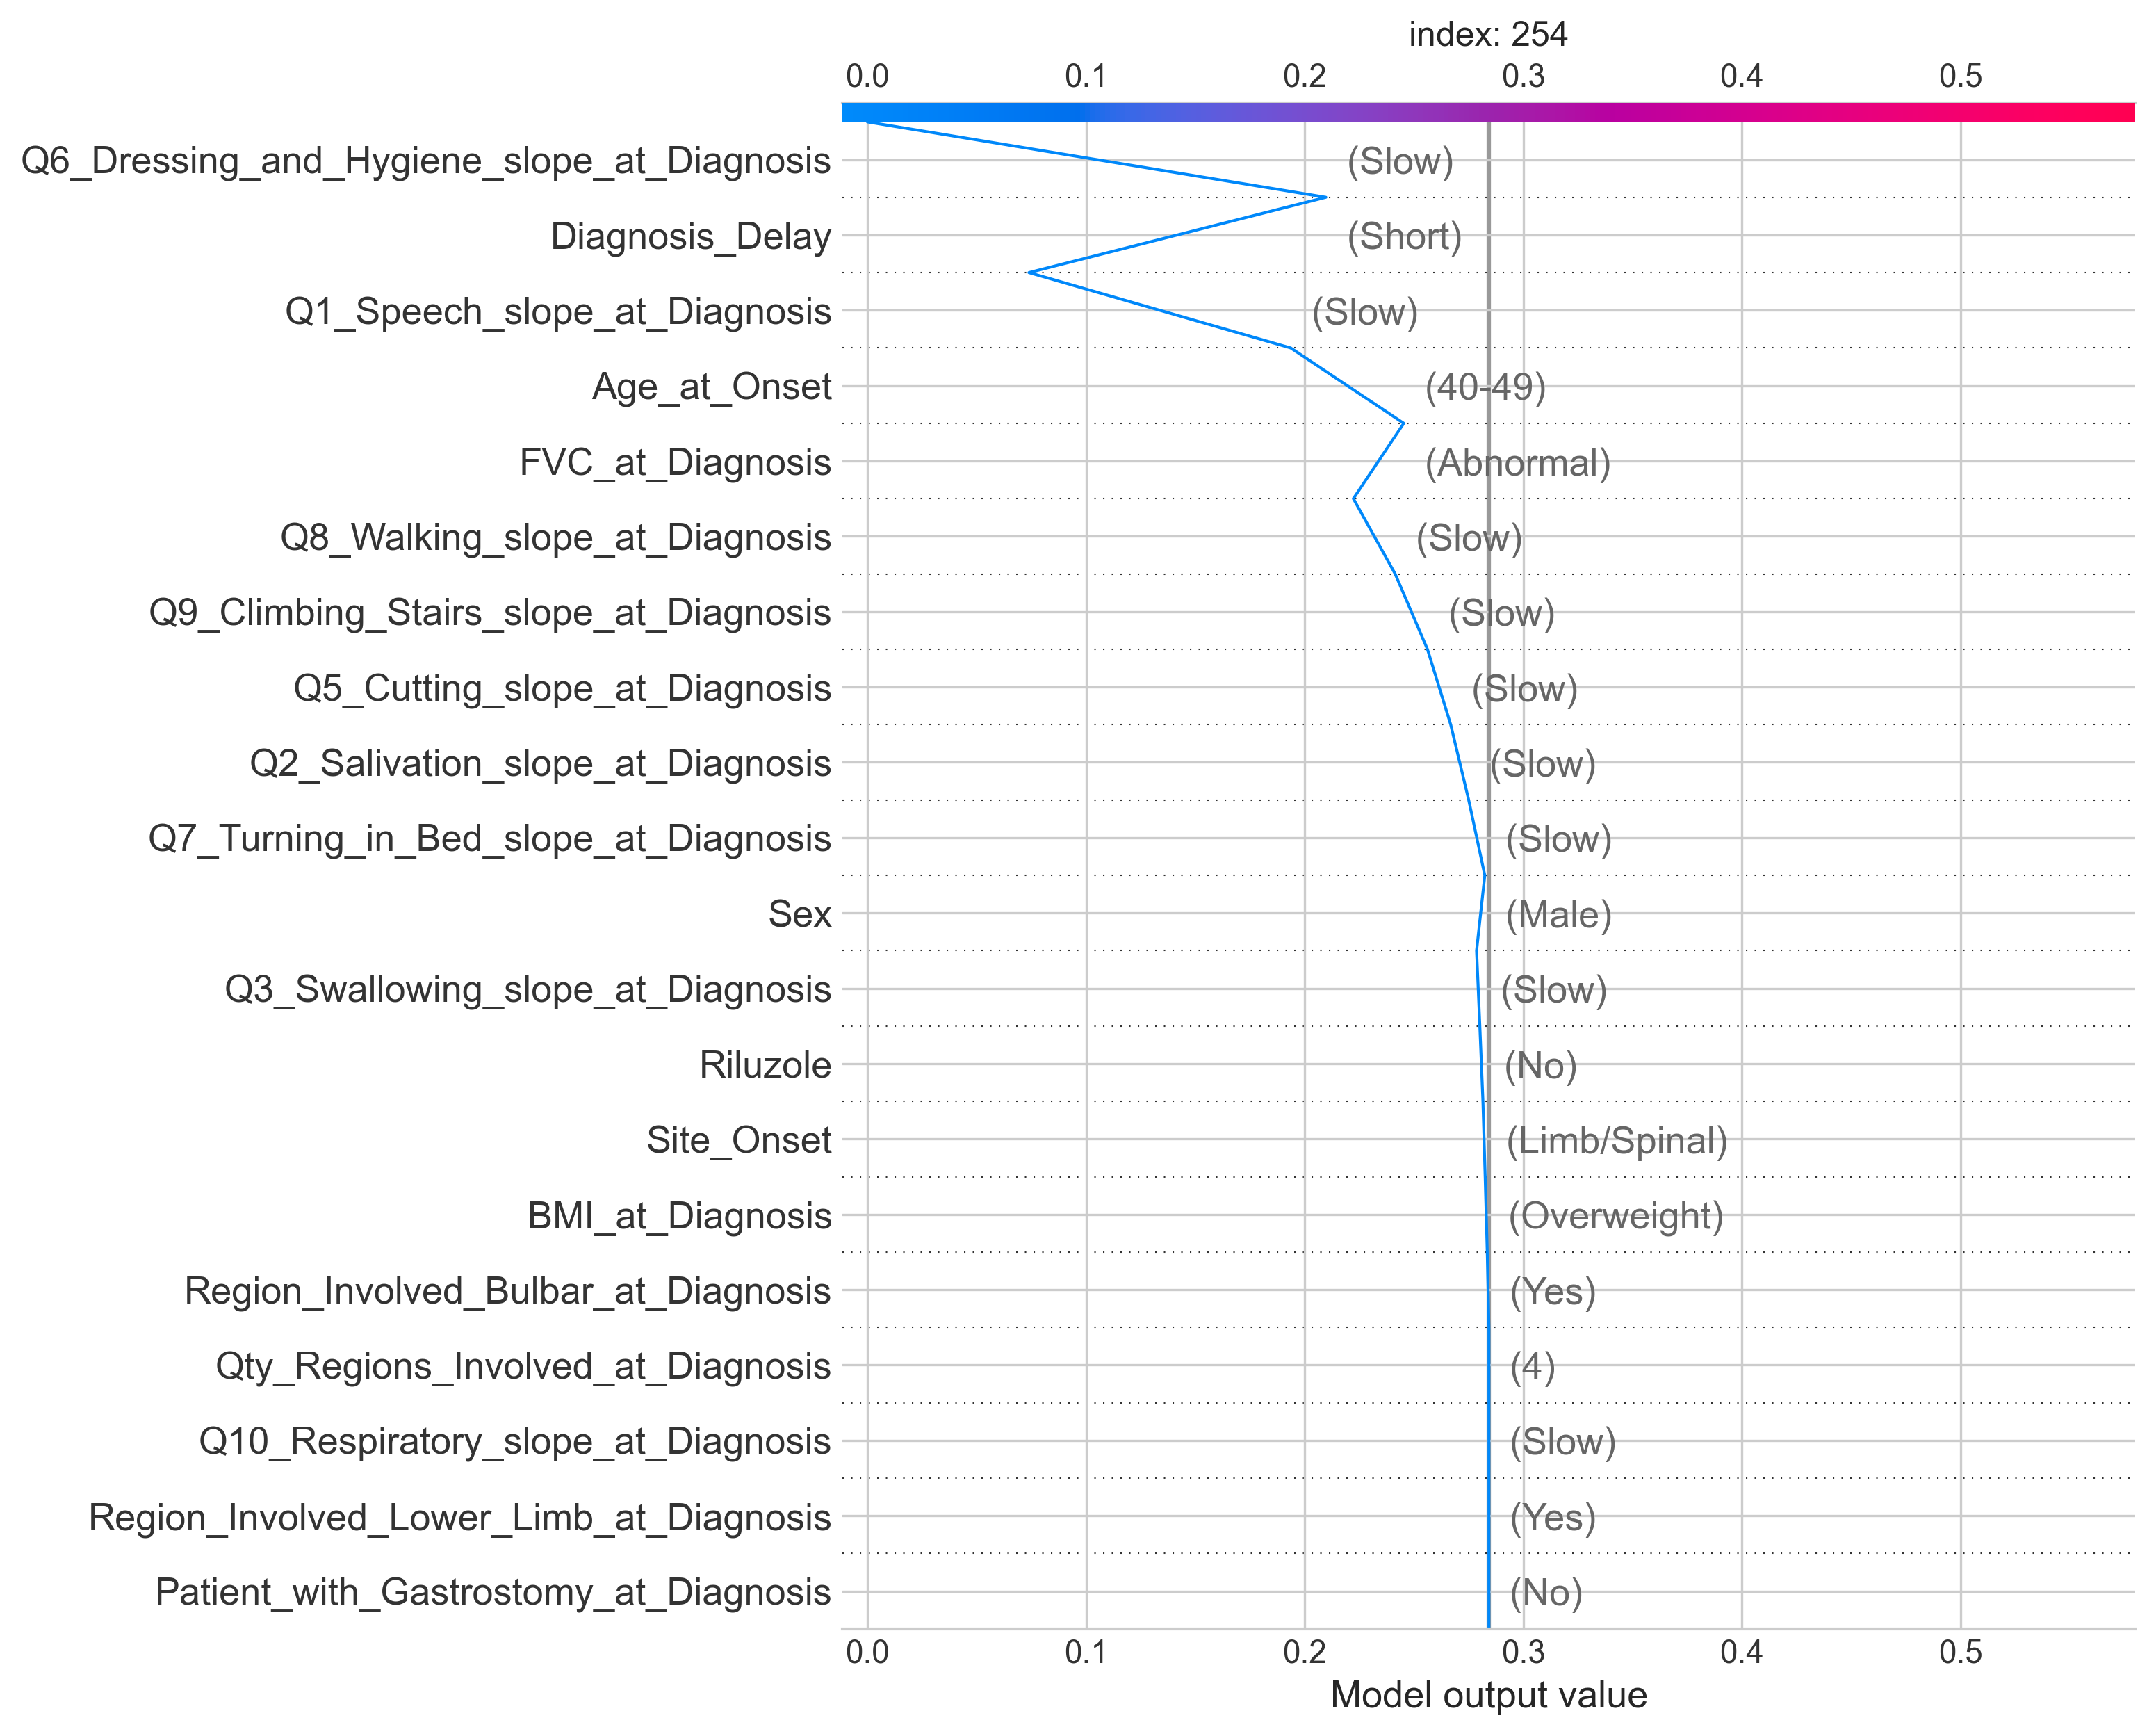 index: 254
0.0 0.1 0.2 0.3 0.4 0.5
Q6_Dressing_and_Hygiene_slope_at_Diagnosis (Slow)
Diagnosis_Delay (Short)
Q1_Speech_slope_at_Diagnosis (Slow)
Age_at_Onset (40-49)
FVC_at_Diagnosis (Abnormal)
Q8_Walking_slope_at_Diagnosis (Slow)
Q9_Climbing_Stairs_slope_at_Diagnosis (Slow)
Q5_Cutting_slope_at_Diagnosis (Slow)
Q2_Salivation_slope_at_Diagnosis (Slow)
Q7_Turning_in_Bed_slope_at_Diagnosis (Slow)
Sex (Male)
Q3_Swallowing_slope_at_Diagnosis (Slow)
Riluzole (No)
Site_Onset (Limb/Spinal)
BMI_at_Diagnosis (Overweight)
Region_Involved_Bulbar_at_Diagnosis (Yes)
Qty_Regions_Involved_at_Diagnosis (4)
Q10_Respiratory_slope_at_Diagnosis (Slow)
Region_Involved_Lower_Limb_at_Diagnosis (Yes)
Patient_with_Gastrostomy_at_Diagnosis (No)
0.0 0.1 0.2 0.3 0.4 0.5
Model output value